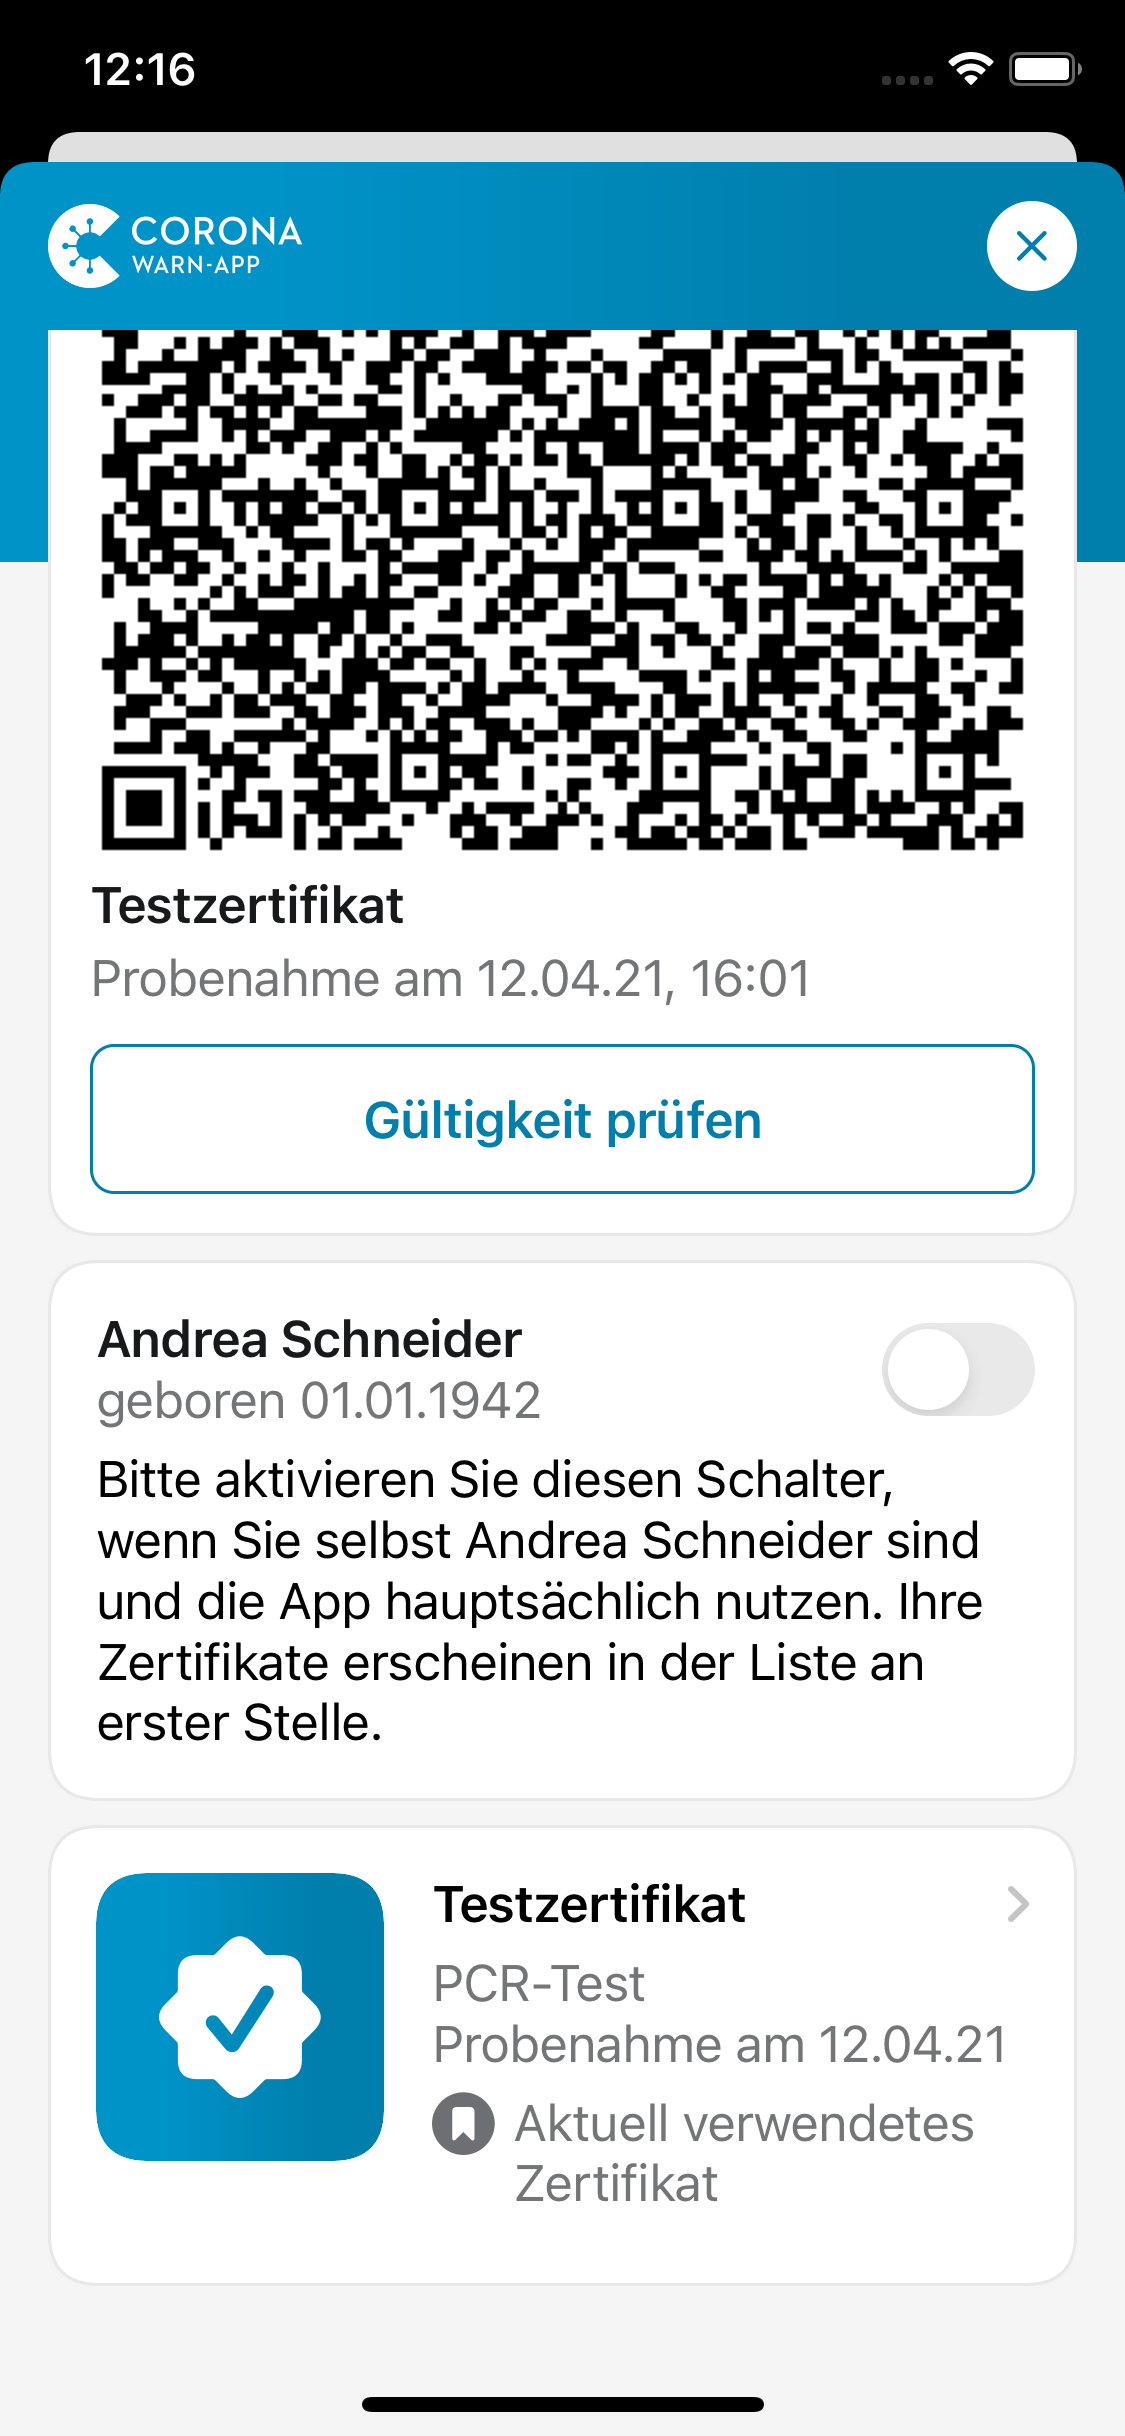 12:16
CORONA
WARN-APP
Testzertifikat
Probenahme am 12.04.21, 16:01
Gültigkeit prüfen
Andrea Schneider
geboren 01.01.1942
Bitte aktivieren Sie diesen Schalter,
wenn Sie selbst Andrea Schneider sind
und die App hauptsächlich nutzen. Ihre
Zertifikate erscheinen in der Liste an
erster Stelle.
Testzertifikat
PCR-Test
Probenahme am 12.04.21
Aktuell verwendetes
Zertifikat